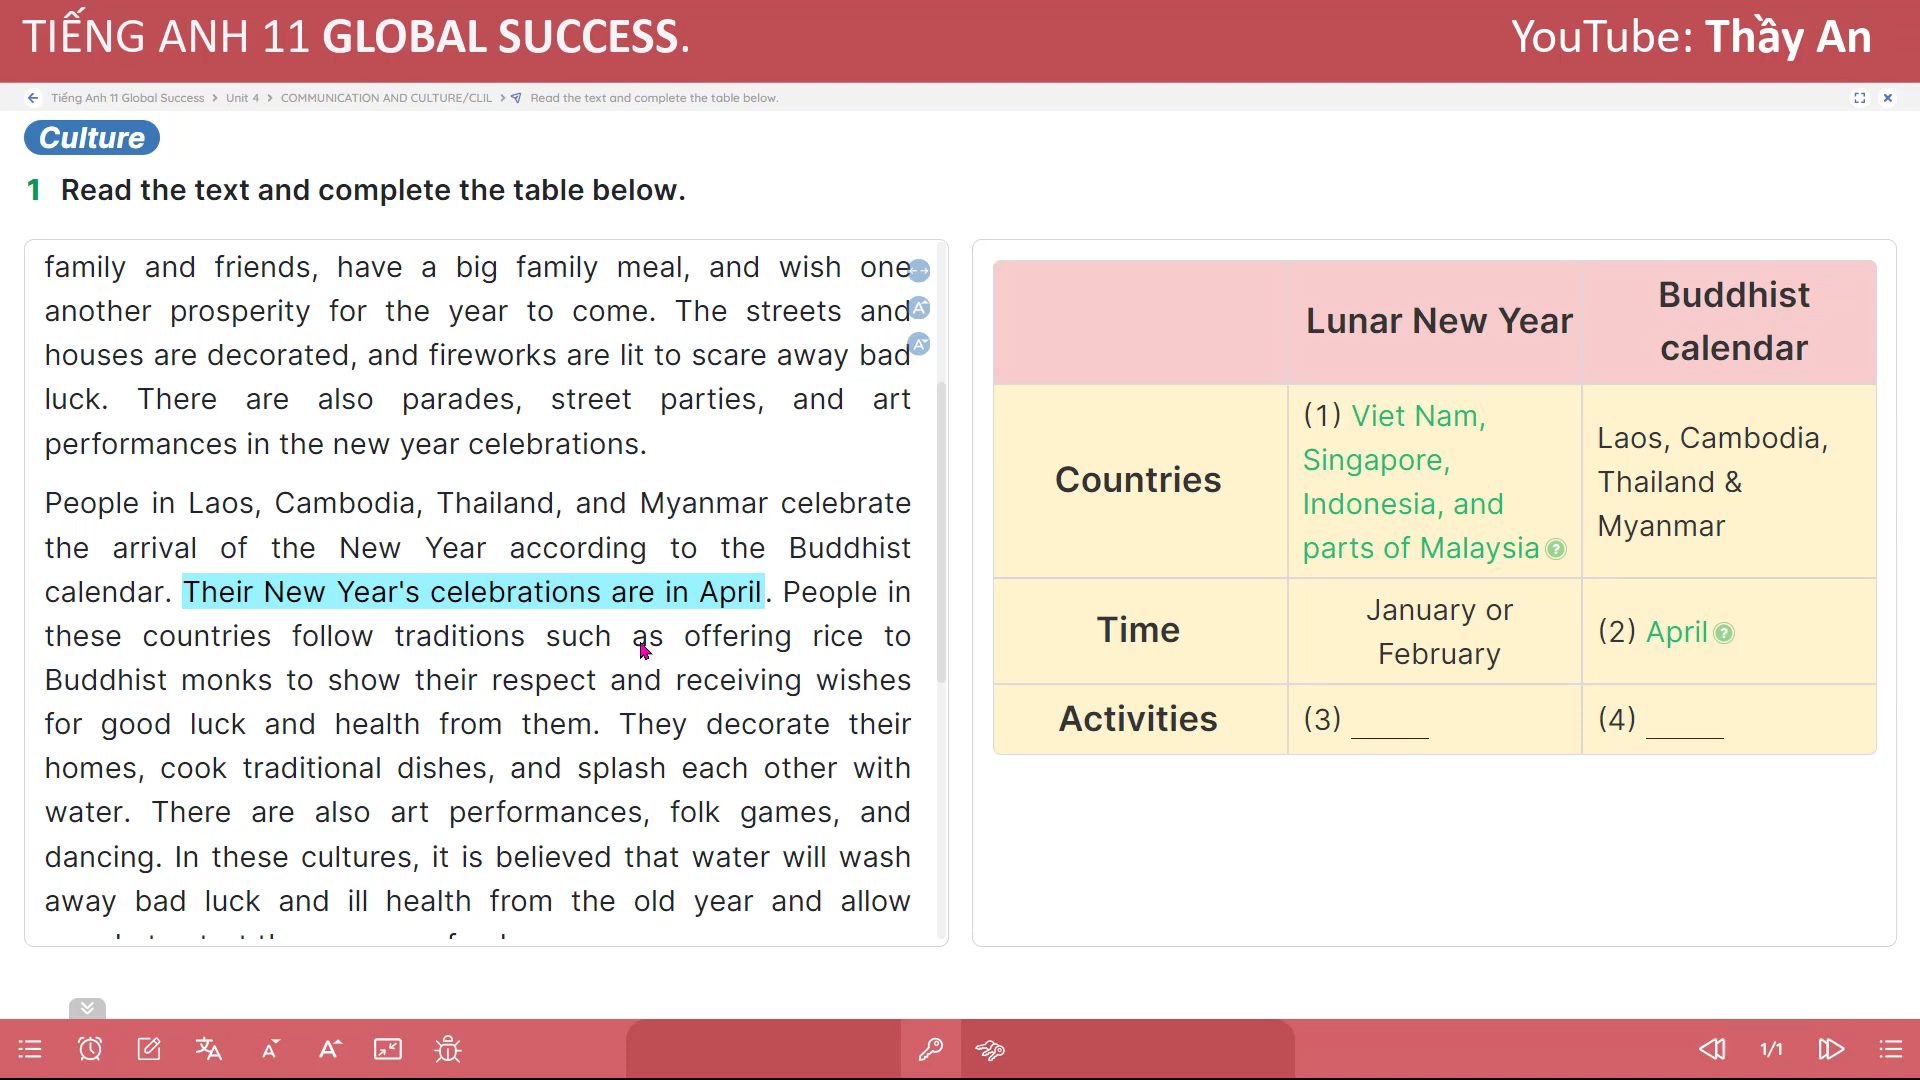 TIẾNG ANH 11 GLOBAL SUCCESS.
YouTube: Thầy An
Tiếng Anh 11 Global Success > Unit 4 > COMMUNICATION AND CULTURE/CLIL > Read the text and complete the table below.
Culture
1 Read the text and complete the table below.
family and friends, have a big family meal, and wish one
another prosperity for the year to come. The streets and
houses are decorated, and fireworks are lit to scare away bad
luck. There are also parades, street parties, and art
performances in the new year celebrations.
People in Laos, Cambodia, Thailand, and Myanmar celebrate
the arrival of the New Year according to the Buddhist
calendar. Their New Year's celebrations are in April. People in
these countries follow traditions such as offering rice to
Buddhist monks to show their respect and receiving wishes
for good luck and health from them. They decorate their
homes, cook traditional dishes, and splash each other with
water. There are also art performances, folk games, and
dancing. In these cultures, it is believed that water will wash
away bad luck and ill health from the old year and allow
Lunar New Year
Buddhist
calendar
Countries
(1) Viet Nam,
Singapore,
Indonesia, and
parts of Malaysia
Laos, Cambodia,
Thailand &
Myanmar
Time
January or
February
(2) April
Activities
(3) ______
(4) ______
1/1